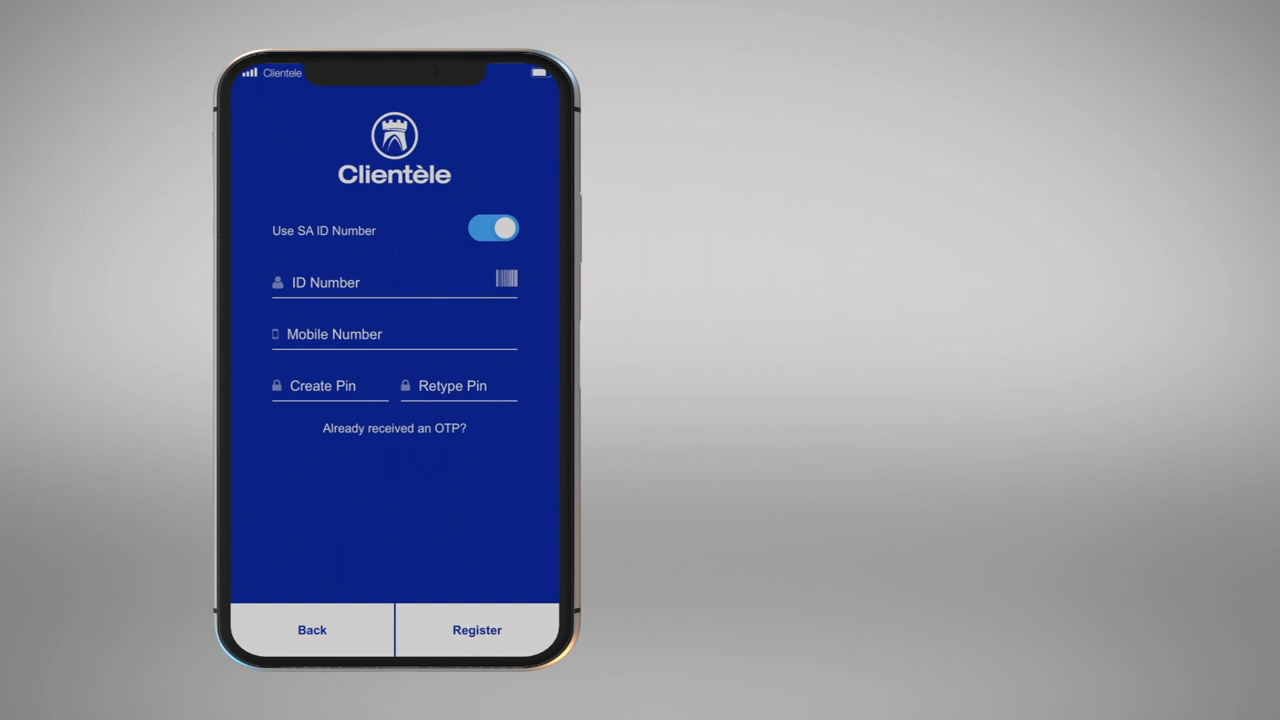 Clientele
Clientèle
Use SA ID Number
ID Number
Mobile Number
Create Pin Retype Pin
Already received an OTP?
Back Register